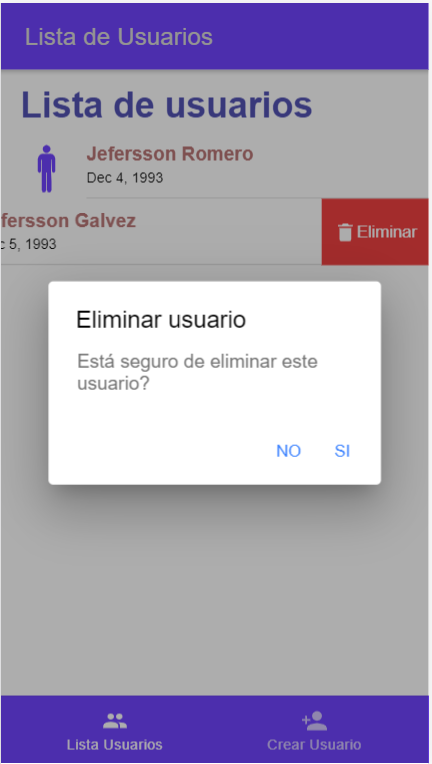 Lista de Usuarios
Lista de usuarios
Jefersson Romero
Dec 4, 1993
fersson Galvez
c 5, 1993
Eliminar
Eliminar usuario
Está seguro de eliminar este
usuario?
NO
SI
Lista Usuarios
Crear Usuario